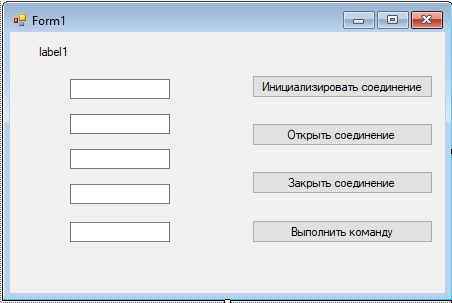 Form1
label1
Инициализировать соединение
Открыть соединение
Закрыть соединение
Выполнить команду